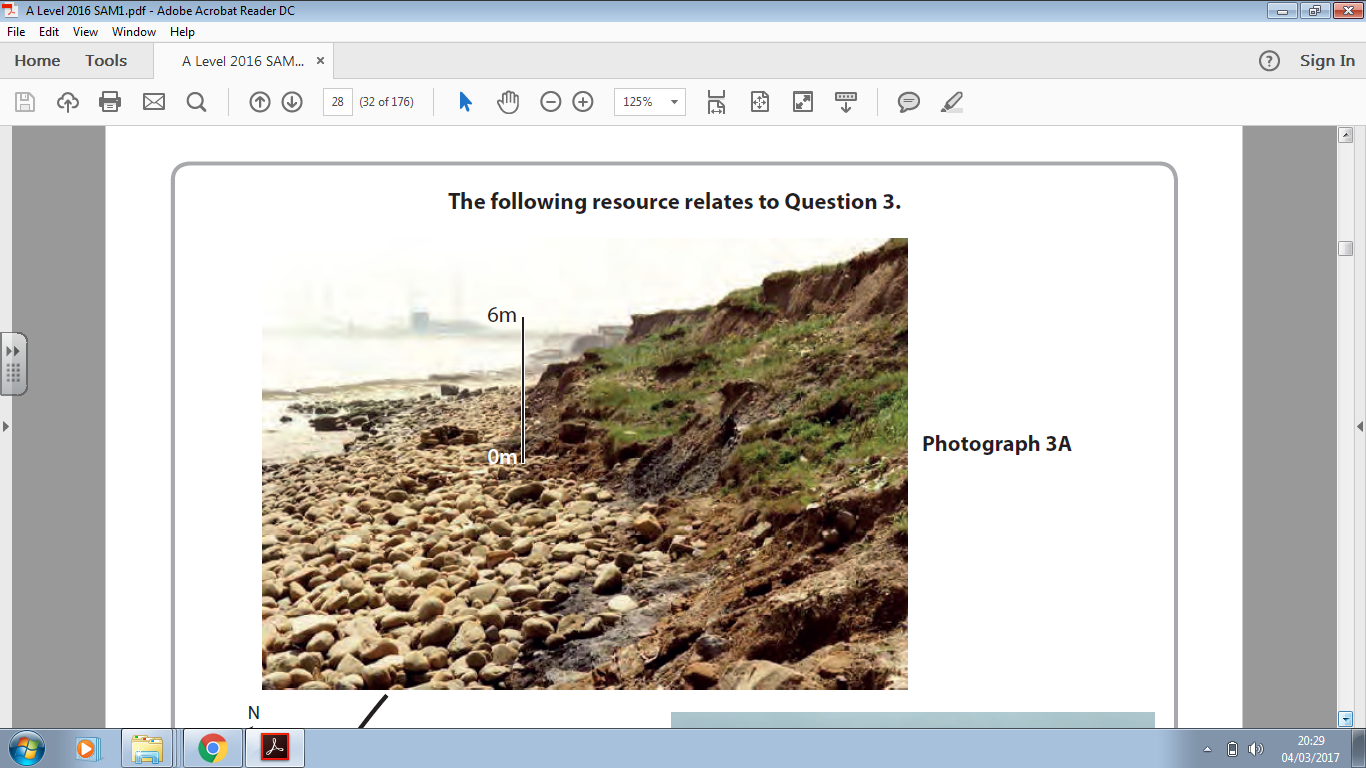 A Level 2016 SAM1.pdf - Adobe Acrobat Reader DC
File Edit View Window Help
Home Tools A Level 2016 SAM... × ? Sign In
28 (32 of 176) 125%
The following resource relates to Question 3.
6m
0m
Photograph 3A
N
20:29
04/03/2017